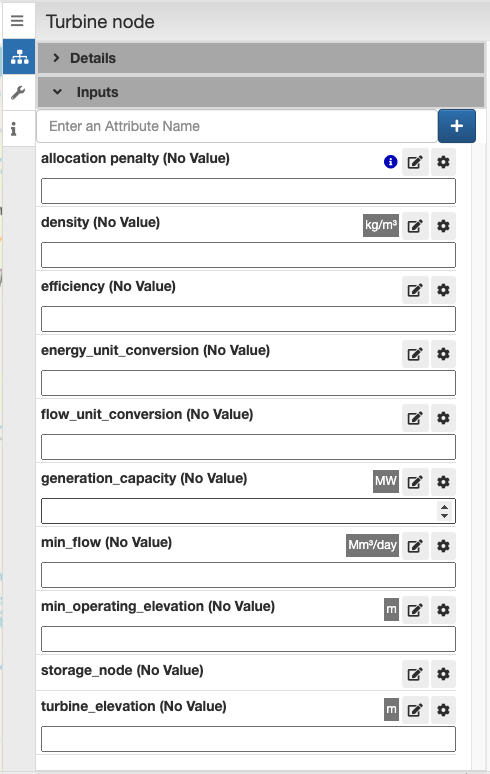 Turbine node
Details
Inputs
Enter an Attribute Name
allocation penalty (No Value)
density (No Value) kg/m³
efficiency (No Value)
energy_unit_conversion (No Value)
flow_unit_conversion (No Value)
generation_capacity (No Value) MW
min_flow (No Value) Mm³/day
min_operating_elevation (No Value) m
storage_node (No Value)
turbine_elevation (No Value) m